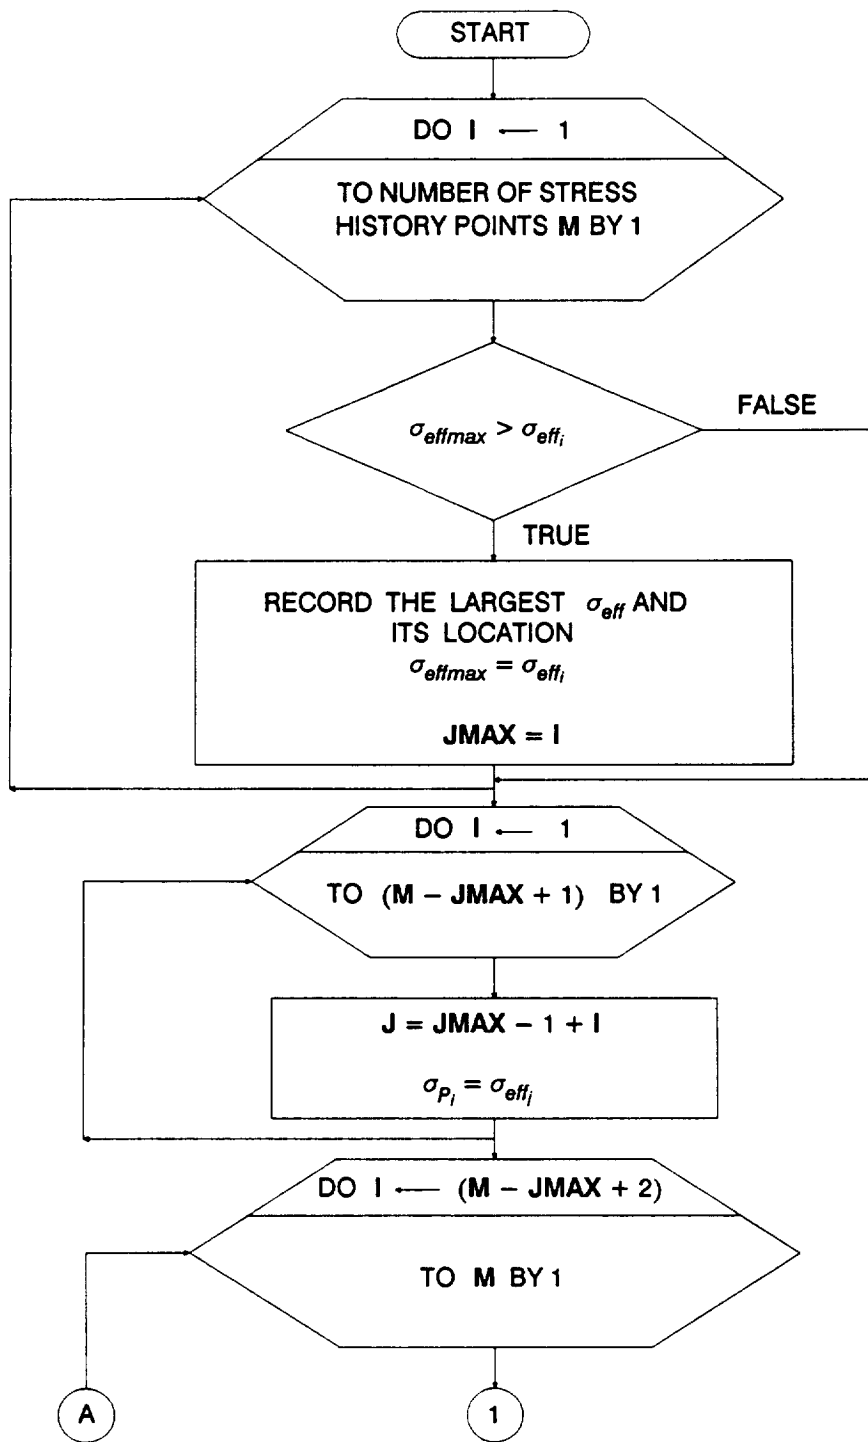 START
DO I ← 1
TO NUMBER OF STRESS
HISTORY POINTS M BY 1
σeffmax > σeffi
FALSE
TRUE
RECORD THE LARGEST σeff AND
ITS LOCATION
σeffmax = σeffi
JMAX = I
DO I ← 1
TO (M − JMAX + 1) BY 1
J = JMAX − 1 + I
σPi = σeffj
DO I ← (M − JMAX + 2)
TO M BY 1
A
1